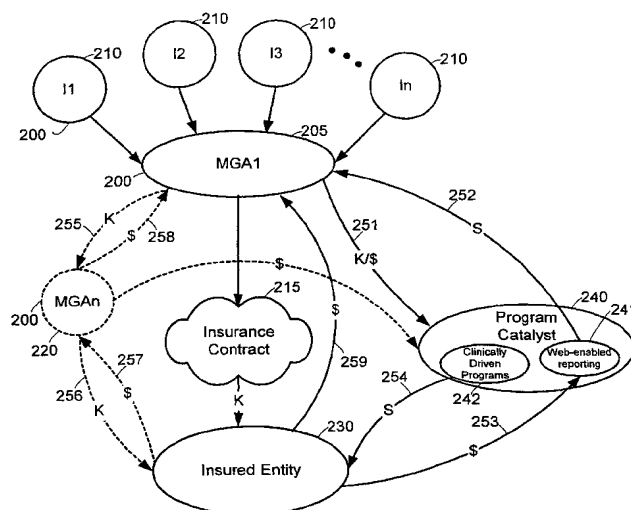 210
210
210
210
I1
I2
I3
In
200
205
MGA1
200
252
255
K
$
258
251
K/$
S
$
200
MGAn
220
215
Insurance
Contract
$
259
240
241
Program
Catalyst
Clinically
Driven
Programs
Web-enabled
reporting
242
257
256
K
$
K
254
S
253
$
230
Insured Entity